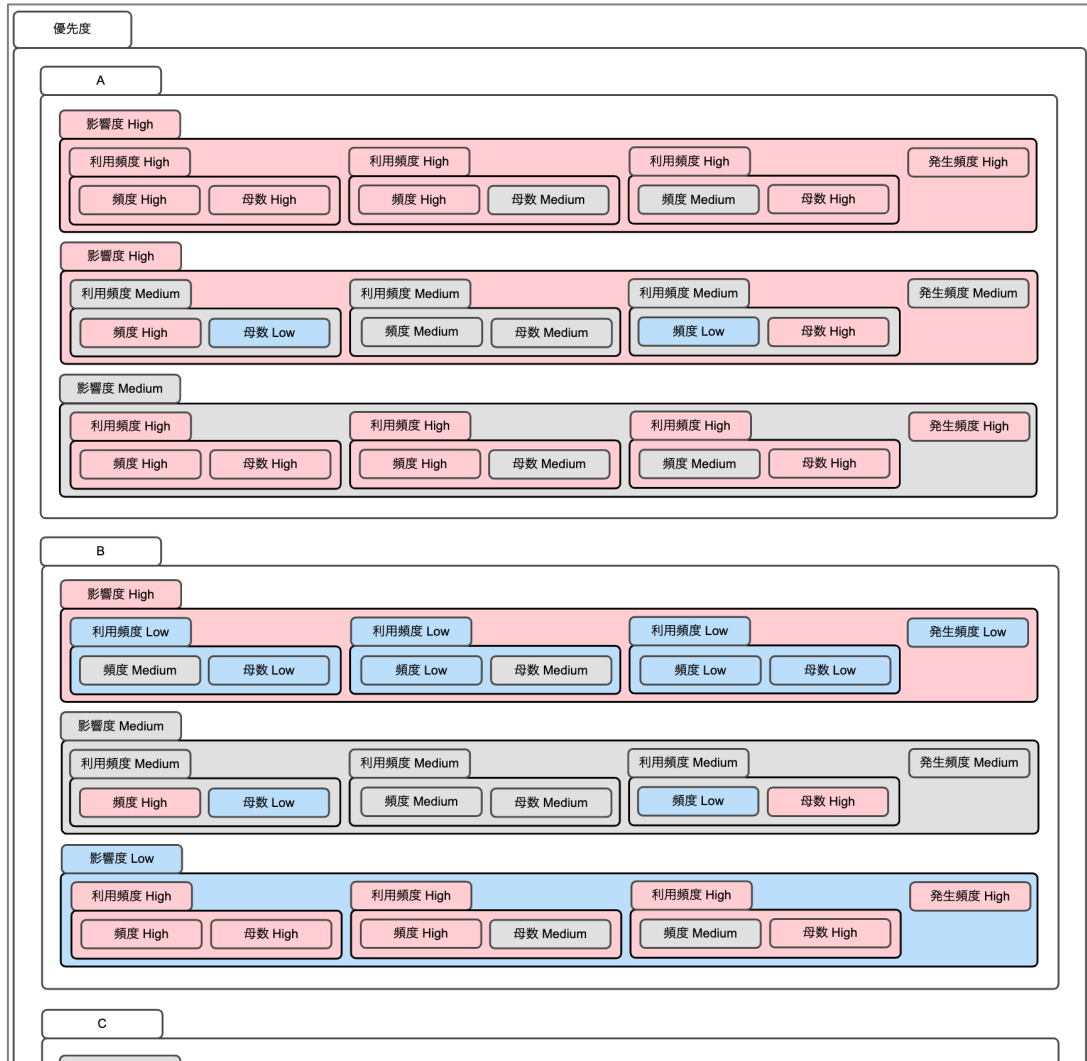 優先度
A
影響度 High
利用頻度 High 利用頻度 High 利用頻度 High 発生頻度 High
頻度 High 母数 High 頻度 High 母数 Medium 頻度 Medium 母数 High
影響度 High
利用頻度 Medium 利用頻度 Medium 利用頻度 Medium 発生頻度 Medium
頻度 High 母数 Low 頻度 Medium 母数 Medium 頻度 Low 母数 High
影響度 Medium
利用頻度 High 利用頻度 High 利用頻度 High 発生頻度 High
頻度 High 母数 High 頻度 High 母数 Medium 頻度 Medium 母数 High
B
影響度 High
利用頻度 Low 利用頻度 Low 利用頻度 Low 発生頻度 Low
頻度 Medium 母数 Low 頻度 Low 母数 Medium 頻度 Low 母数 Low
影響度 Medium
利用頻度 Medium 利用頻度 Medium 利用頻度 Medium 発生頻度 Medium
頻度 High 母数 Low 頻度 Medium 母数 Medium 頻度 Low 母数 High
影響度 Low
利用頻度 High 利用頻度 High 利用頻度 High 発生頻度 High
頻度 High 母数 High 頻度 High 母数 Medium 頻度 Medium 母数 High
C